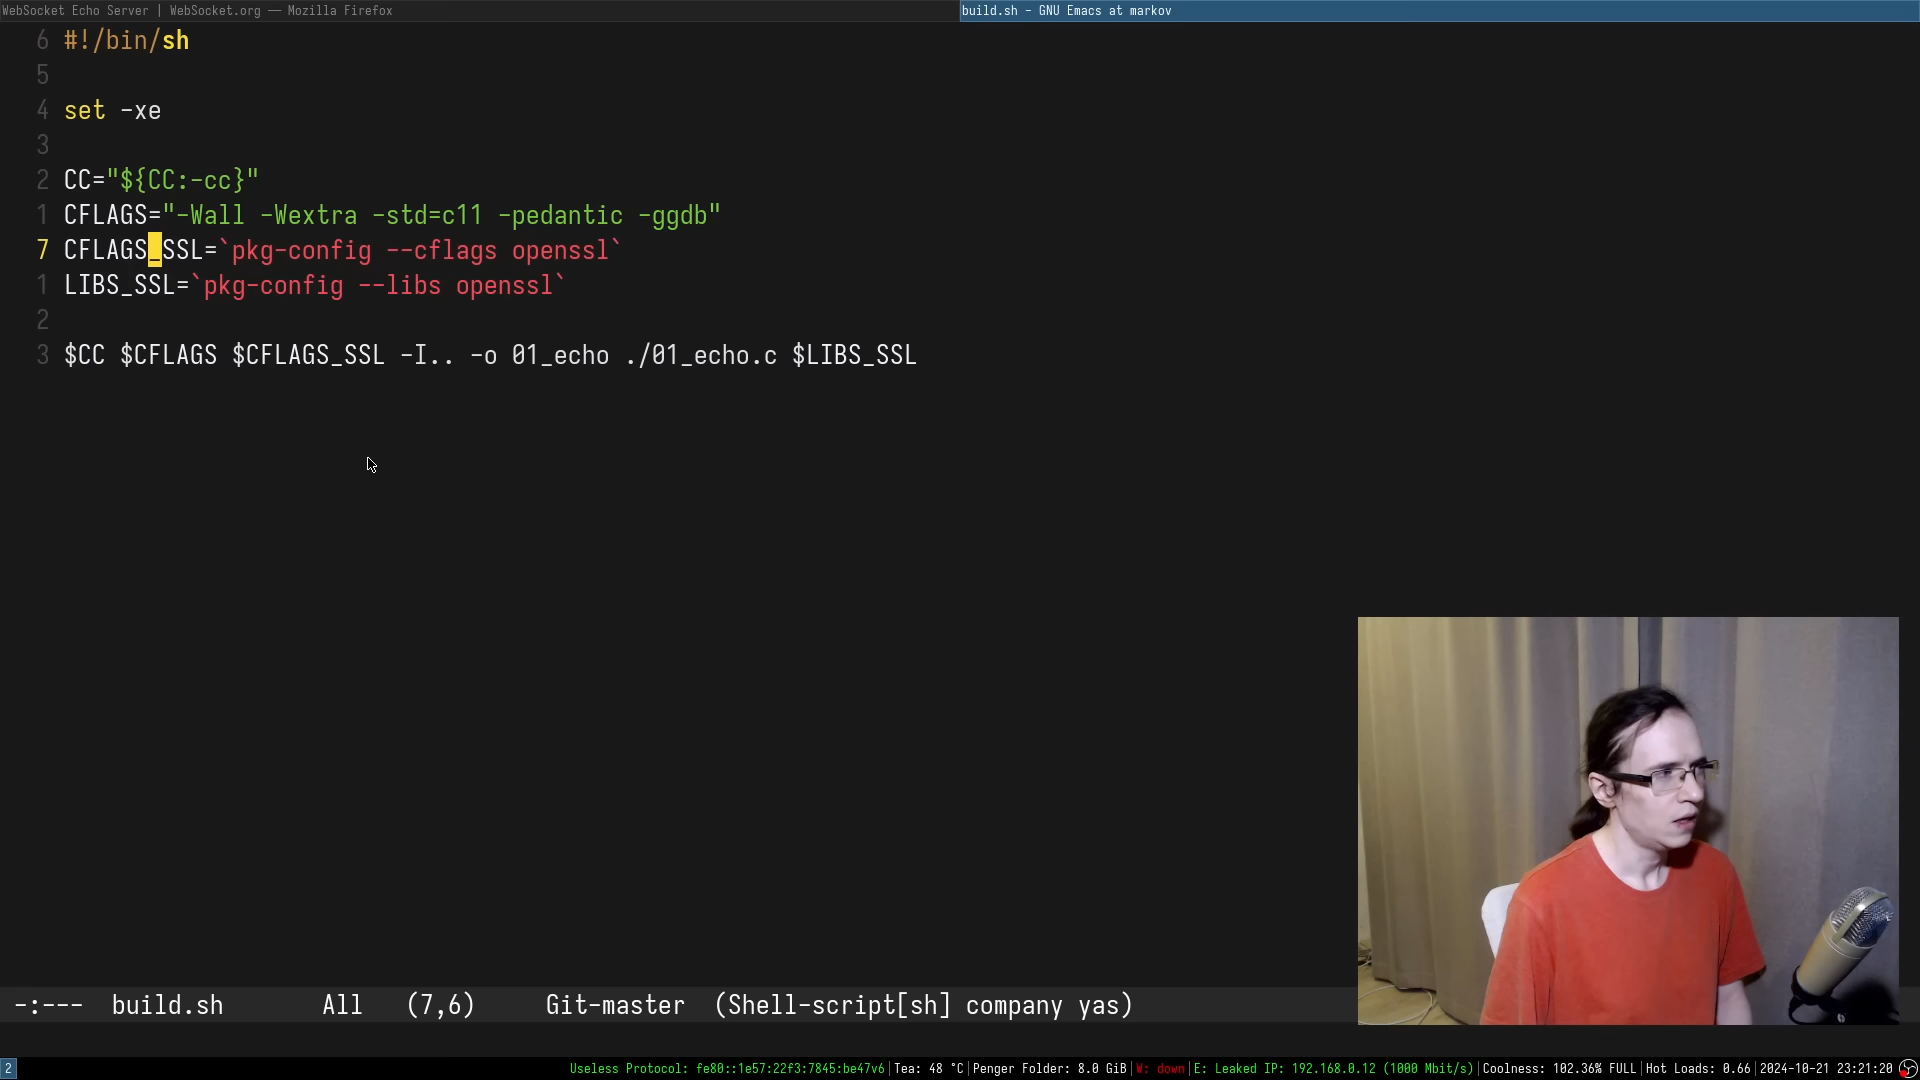 WebSocket Echo Server | WebSocket.org — Mozilla Firefox
build.sh - GNU Emacs at markov
6 #!/bin/sh
5
4 set -xe
3
2 CC="${CC:-cc}"
1 CFLAGS="-Wall -Wextra -std=c11 -pedantic -ggdb"
7 CFLAGS_SSL=`pkg-config --cflags openssl`
1 LIBS_SSL=`pkg-config --libs openssl`
2
3 $CC $CFLAGS $CFLAGS_SSL -I.. -o 01_echo ./01_echo.c $LIBS_SSL
-:--- build.sh All (7,6) Git-master (Shell-script[sh] company yas)
2 Useless Protocol: fe80::1e57:22f3:7845:be47v6|Tea: 48 °C|Penger Folder: 8.0 GiB|W: down|E: Leaked IP: 192.168.0.12 (1000 Mbit/s)|Coolness: 102.36% FULL|Hot Loads: 0.66|2024-10-21 23:21:20